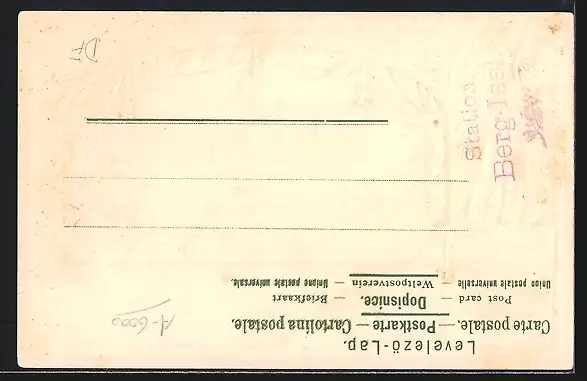 Levelezö-Lap.
Carte postale. — Postkarte — Cartolina postale.
Post card — Dopisnice. — Briefkaart
Union postale universelle — Weltpostverein — Unione postale universale.
Station
Berg-Isel
A-6000